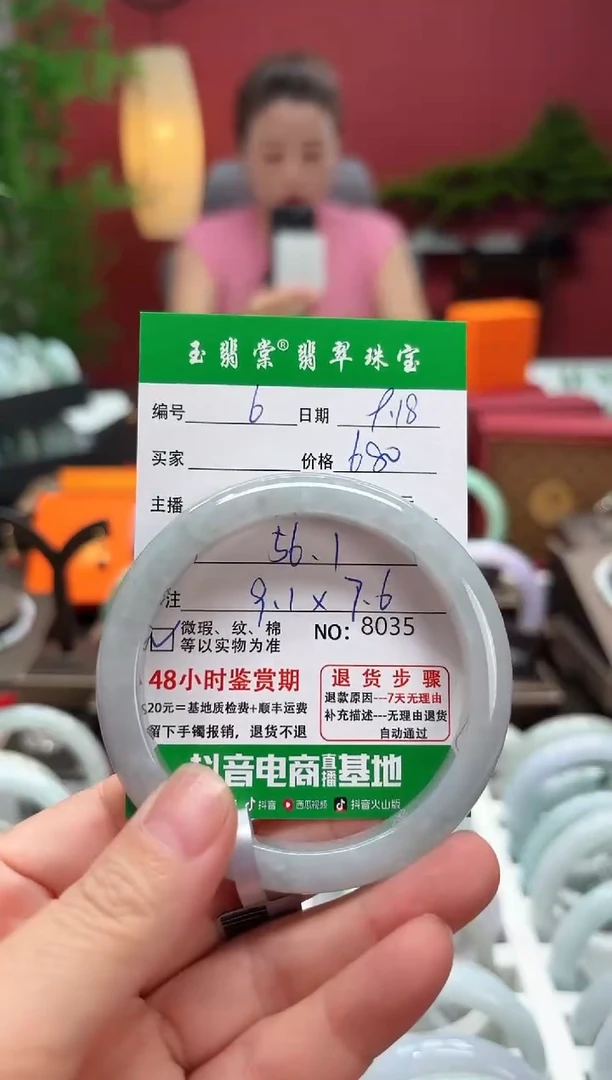 玉翡棠®翡翠珠宝
编号 6 日期 9.18
买家 价格 680
主播
56.1
注 9.1 x 7.6
微瑕、纹、棉
等以实物为准
NO: 8035
48小时鉴赏期
20元=基地质检费+顺丰运费
留下手镯报销，退货不退
退货步骤
退款原因---7天无理由
补充描述---无理由退货
自动通过
抖音电商直播基地
抖音 西瓜视频 抖音火山版